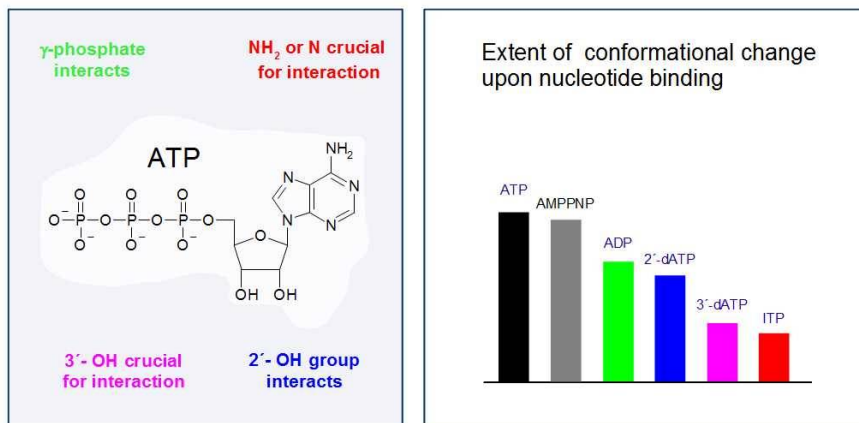 γ-phosphate
interacts
NH2 or N crucial
for interaction
ATP
NH2
N
N
N
N
O
O
O
O
P
O
P
O
P
O
O
O
O
O
OH
OH
3´- OH crucial
for interaction
2´- OH group
interacts
Extent of conformational change
upon nucleotide binding
ATP
AMPPNP
ADP
2´-dATP
3´-dATP
ITP